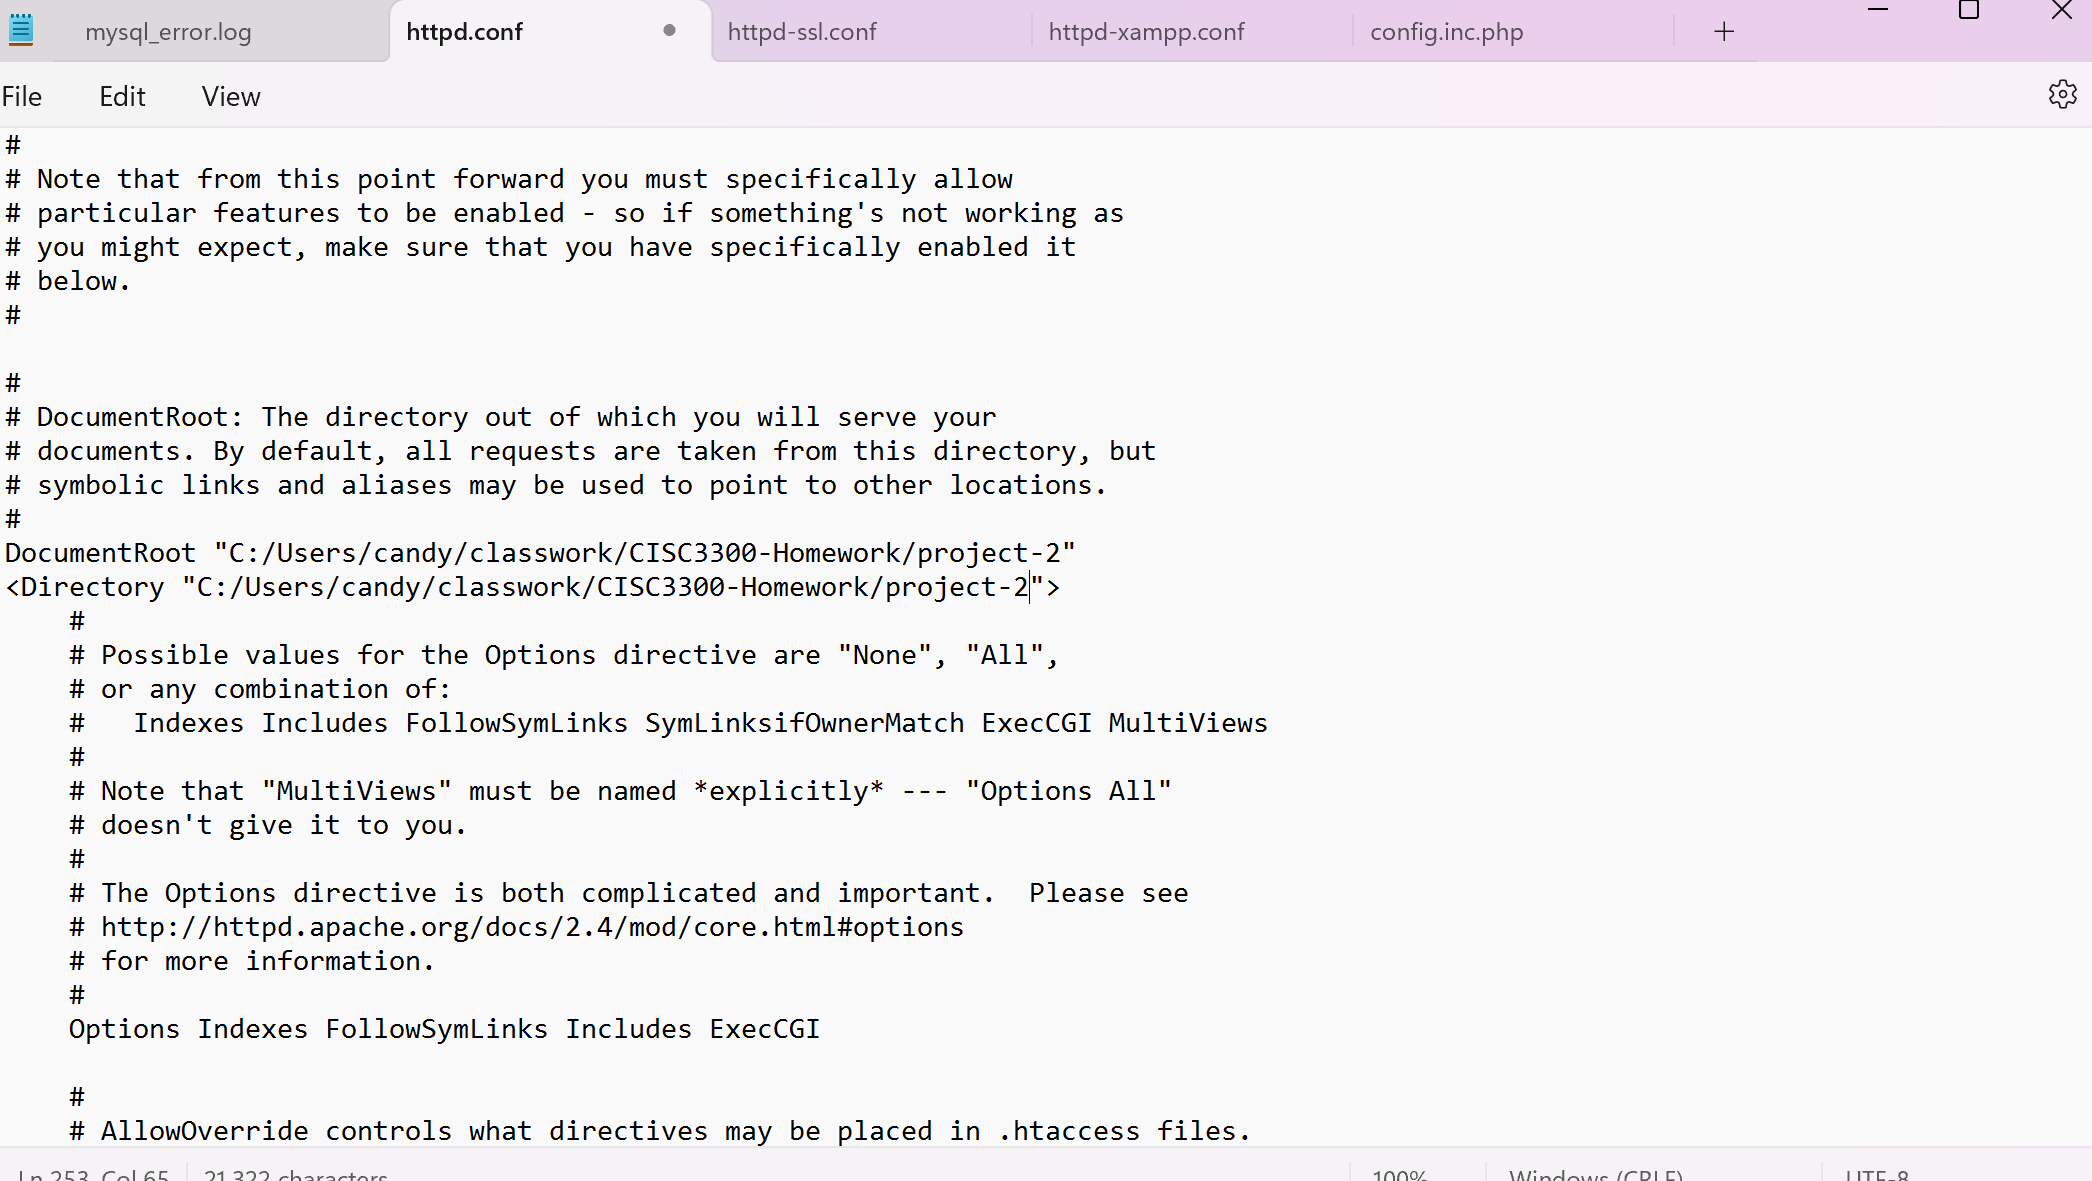 mysql_error.log httpd.conf httpd-ssl.conf httpd-xampp.conf config.inc.php
File Edit View
#
# Note that from this point forward you must specifically allow
# particular features to be enabled - so if something's not working as
# you might expect, make sure that you have specifically enabled it
# below.
#
#
# DocumentRoot: The directory out of which you will serve your
# documents. By default, all requests are taken from this directory, but
# symbolic links and aliases may be used to point to other locations.
#
DocumentRoot "C:/Users/candy/classwork/CISC3300-Homework/project-2"
<Directory "C:/Users/candy/classwork/CISC3300-Homework/project-2">
    #
    # Possible values for the Options directive are "None", "All",
    # or any combination of:
    #   Indexes Includes FollowSymLinks SymLinksifOwnerMatch ExecCGI MultiViews
    #
    # Note that "MultiViews" must be named *explicitly* --- "Options All"
    # doesn't give it to you.
    #
    # The Options directive is both complicated and important.  Please see
    # http://httpd.apache.org/docs/2.4/mod/core.html#options
    # for more information.
    #
    Options Indexes FollowSymLinks Includes ExecCGI
    #
    # AllowOverride controls what directives may be placed in .htaccess files.
Ln 253, Col 65 21,322 characters 100% Windows (CRLF) UTF-8